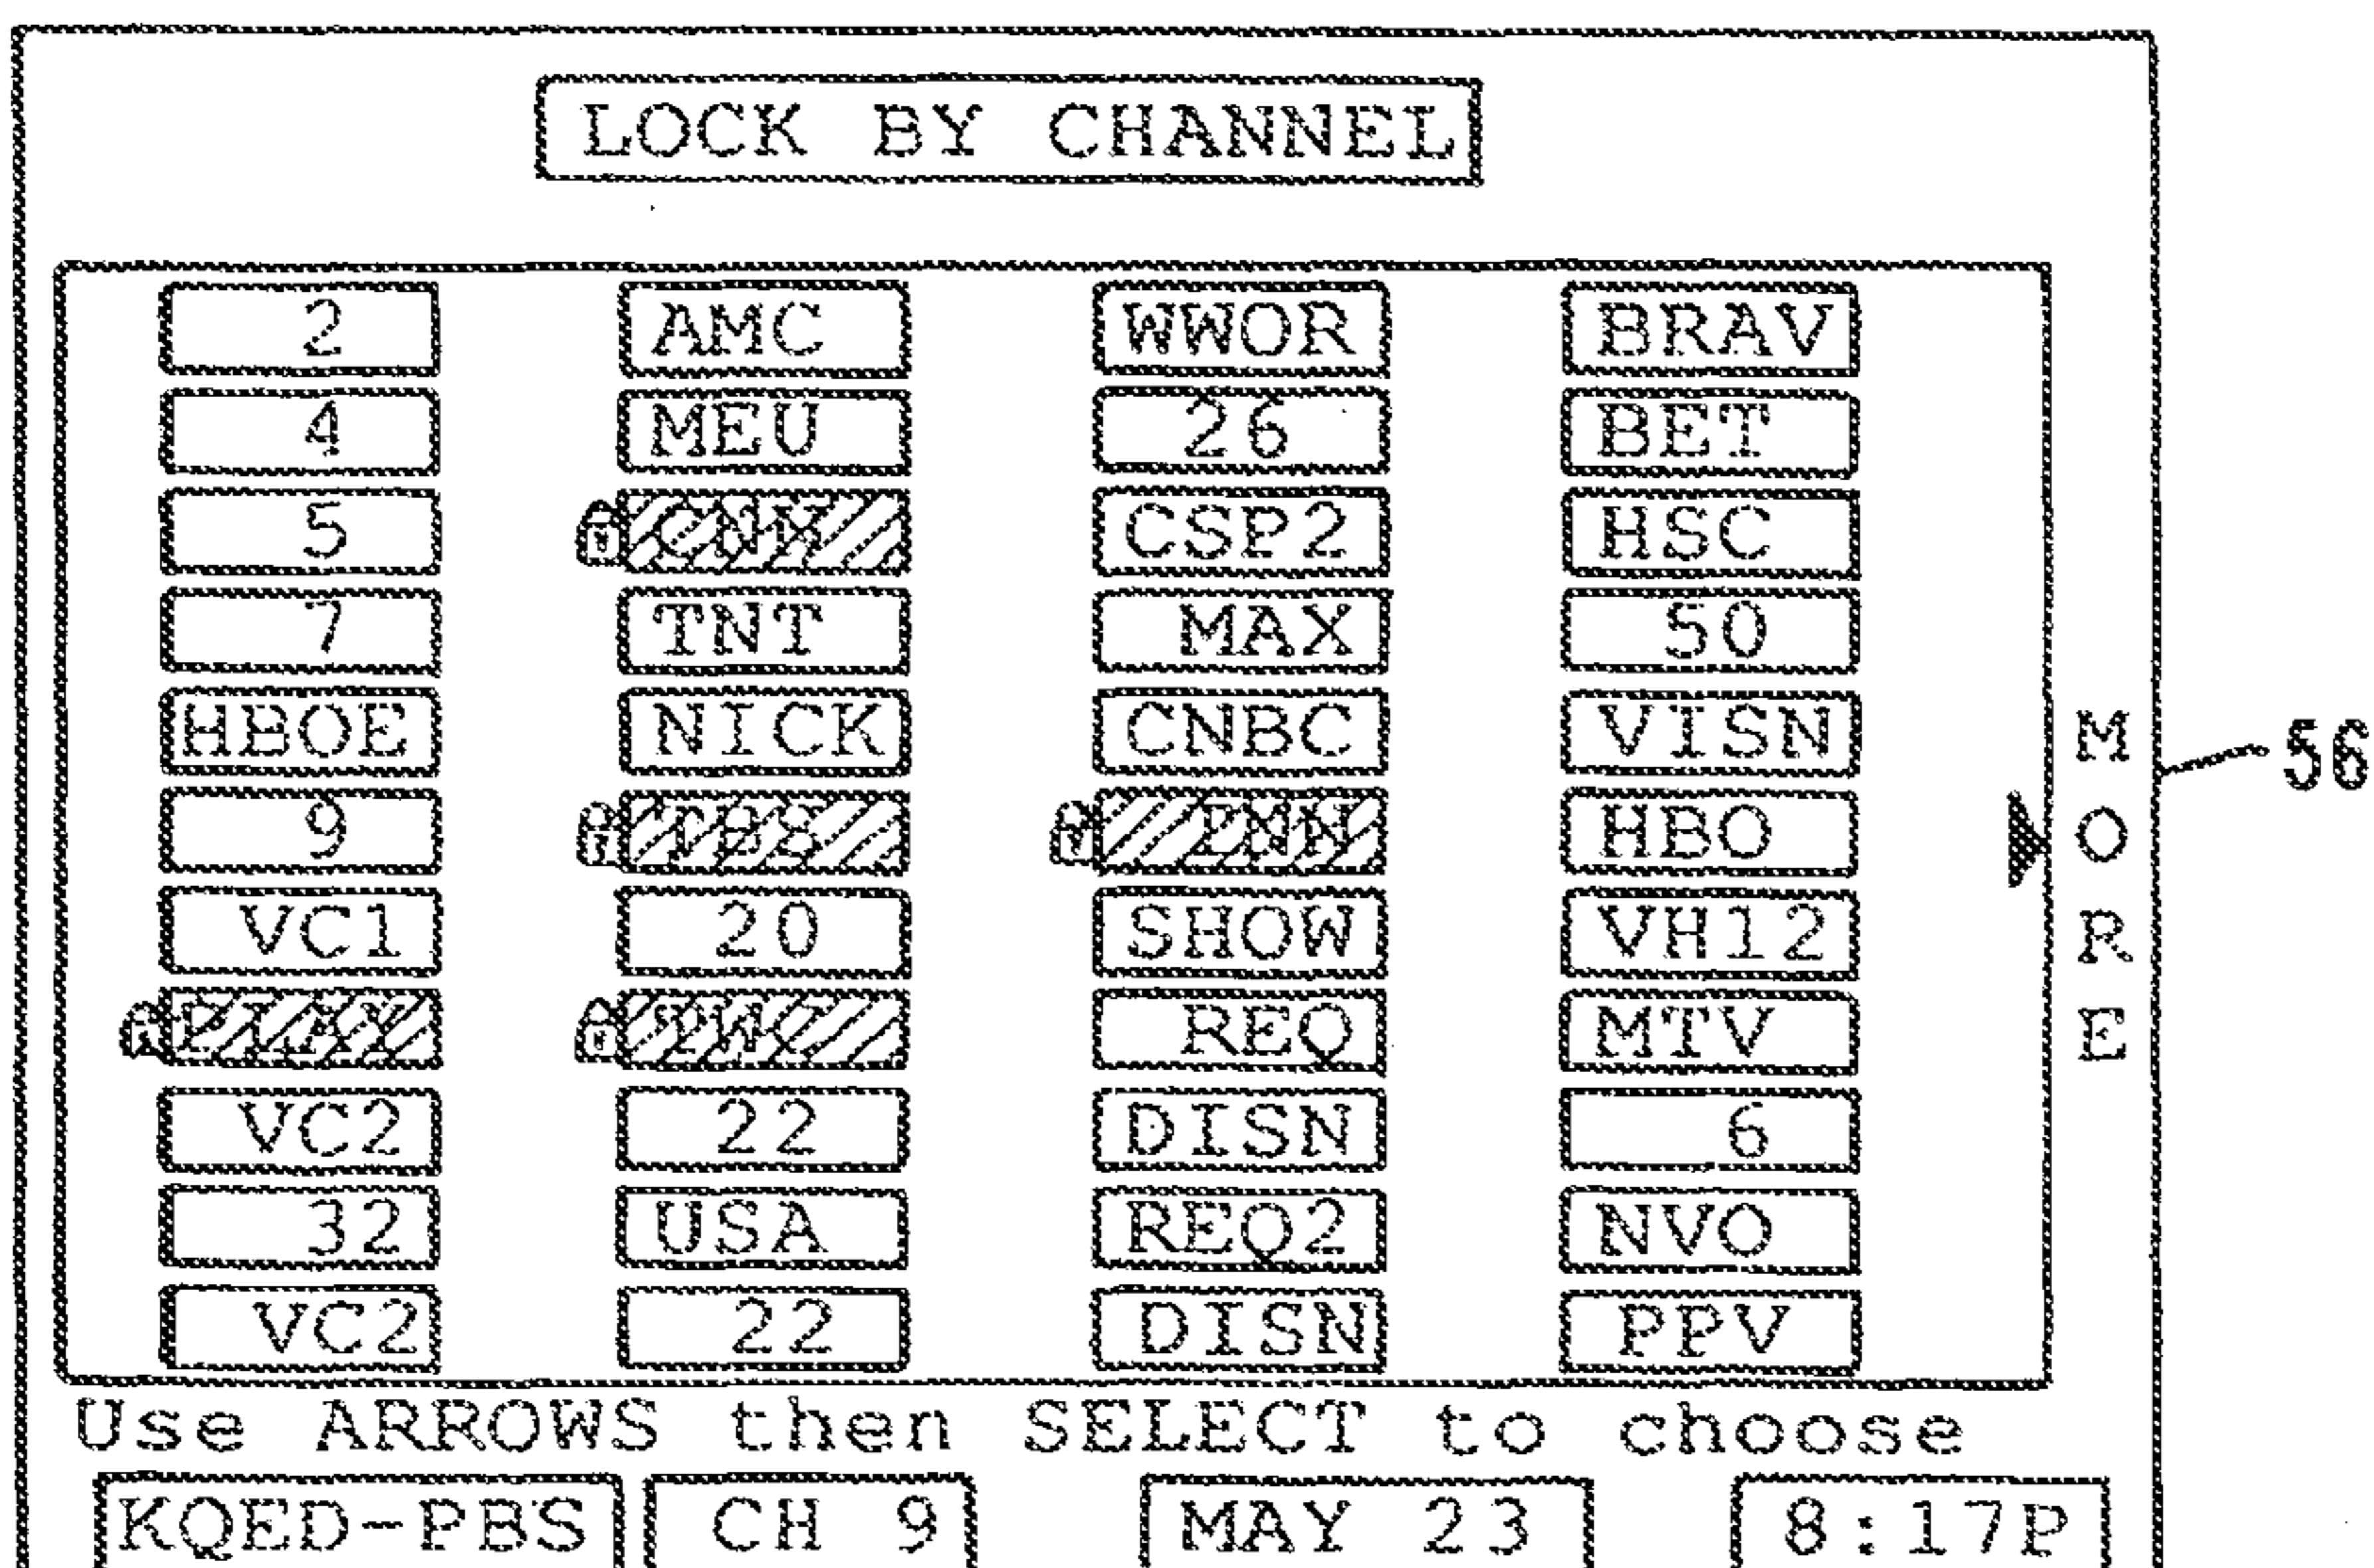 LOCK BY CHANNEL
2 AMC WWOR BRAV
4 MEU 26 BET
5 CSP2 HSC
7 TNT MAX 50
HBOE NICK CNBC VISN
9 TBS HBO
VC1 20 SHOW VH12
PLAY REQ MTV
VC2 22 DISN 6
32 USA REQ2 NVO
VC2 22 DISN PPV
MORE
56
Use ARROWS then SELECT to choose
KQED-PBS CH 9 MAY 23 8:17P